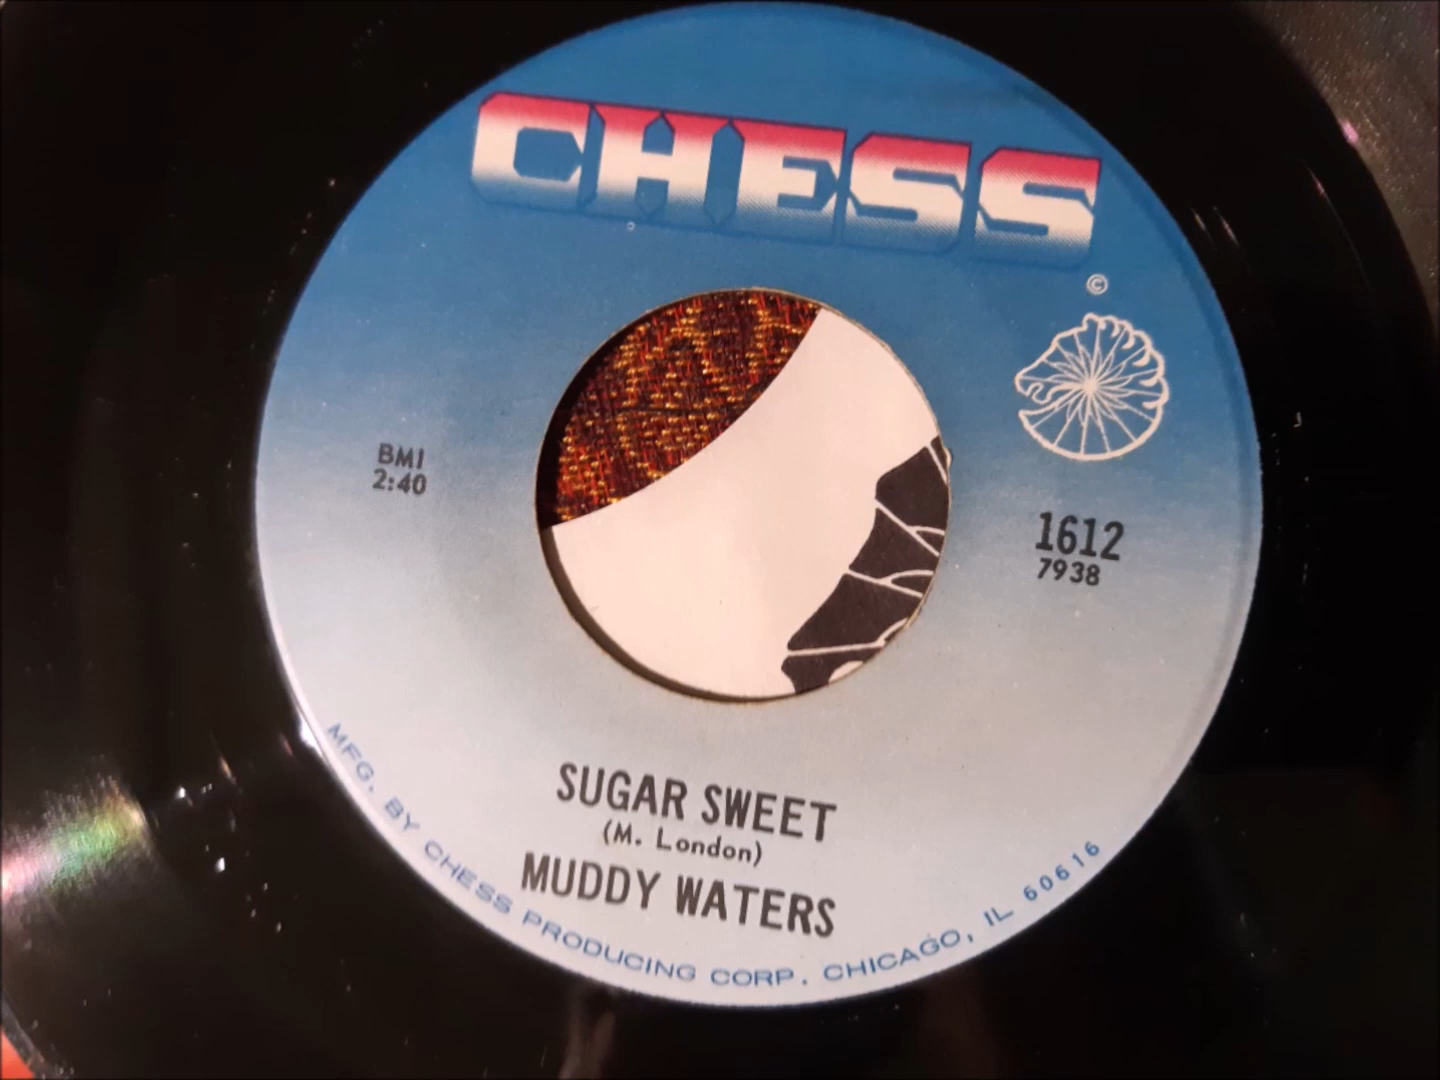 CHESS
©
BMI
2:40
1612
7938
SUGAR SWEET
(M. London)
MUDDY WATERS
MFG. BY CHESS PRODUCING CORP. CHICAGO, IL 60616